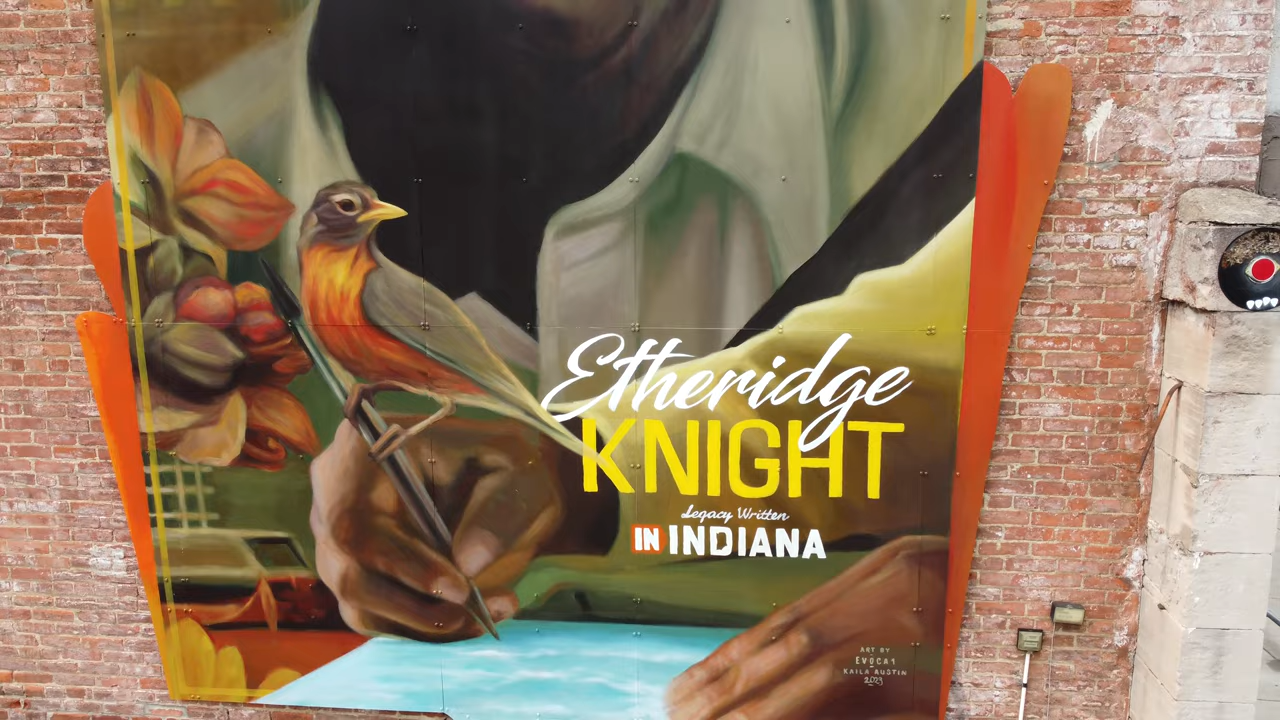 Etheridge
KNIGHT
Legacy Written
IN INDIANA
ART BY
EVOCA1
KAILA AUSTIN
2023